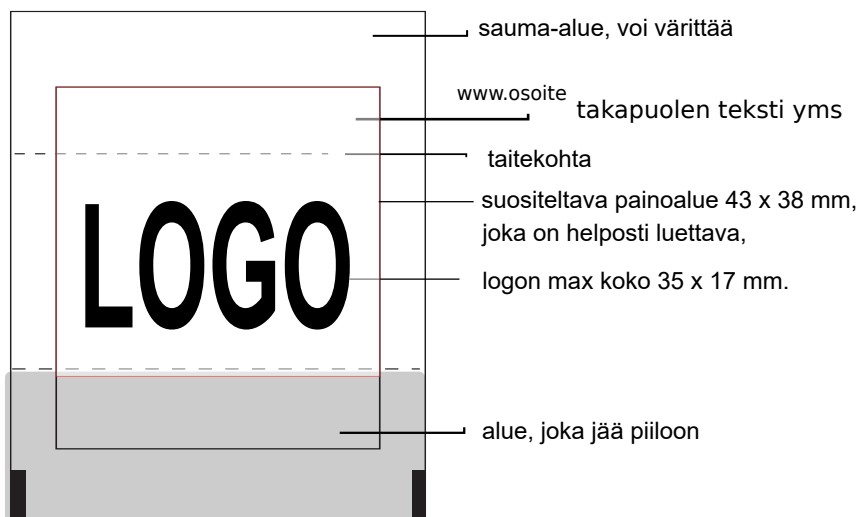 sauma-alue, voi värittää
www.osoite
takapuolen teksti yms
taitekohta
suositeltava painoalue 43 x 38 mm,
joka on helposti luettava,
LOGO
logon max koko 35 x 17 mm.
alue, joka jää piiloon